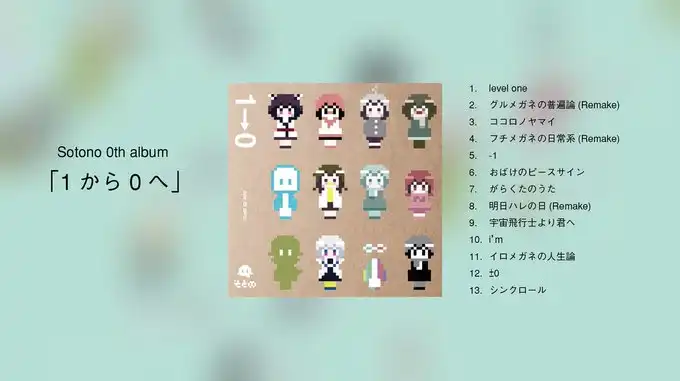 Sotono 0th album
「1 から 0 へ」
1→0
そとの
1. level one
2. グルメガネの普遍論 (Remake)
3. ココロノヤマイ
4. フチメガネの日常系 (Remake)
5. -1
6. おばけのピースサイン
7. がらくたのうた
8. 明日ハレの日 (Remake)
9. 宇宙飛行士より君へ
10. i'm
11. イロメガネの人生論
12. ±0
13. シンクロール